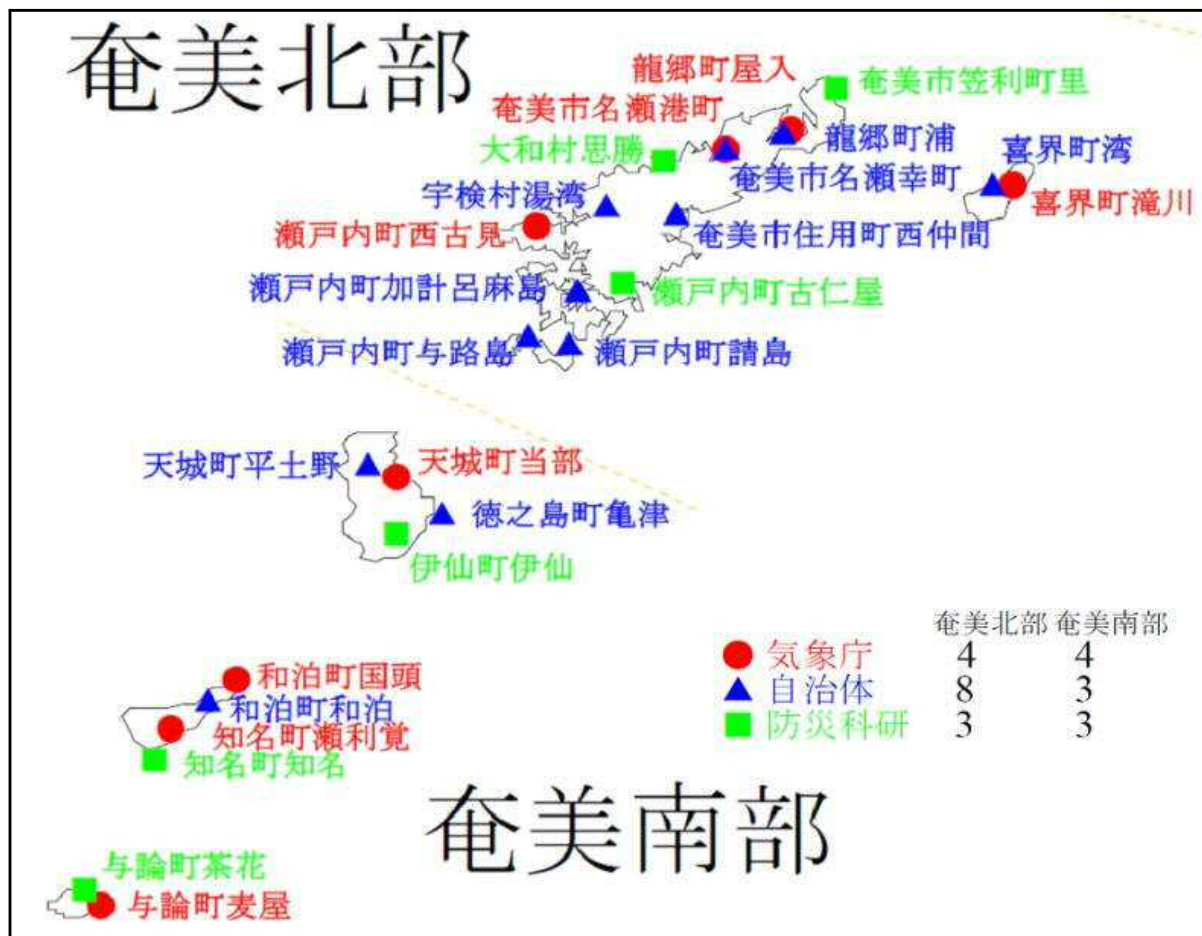 奄美北部
龍郷町屋入
奄美市笠利町里
奄美市名瀬港町
大和村思勝
龍郷町浦
喜界町湾
宇検村湯湾
奄美市名瀬幸町
喜界町滝川
瀬戸内町西古見
奄美市住用町西仲間
瀬戸内町加計呂麻島
瀬戸内町古仁屋
瀬戸内町与路島
瀬戸内町請島
天城町平土野
天城町当部
徳之島町亀津
伊仙町伊仙
奄美北部 奄美南部
気象庁 4 4
自治体 8 3
防災科研 3 3
和泊町国頭
和泊町和泊
知名町瀬利覚
知名町知名
奄美南部
与論町茶花
与論町麦屋